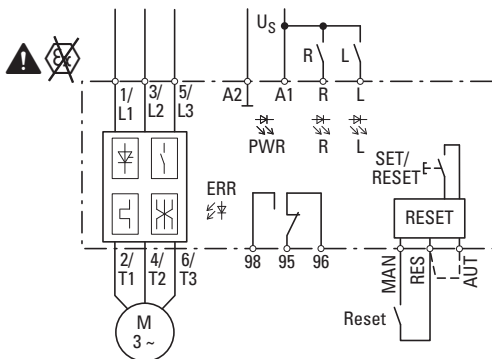 U_S
R L
Ex
1/ 3/ 5/ A2 A1 R L
L1 L2 L3
PWR R L
SET/
RESET
ERR
RESET
98 95 96
2/ 4/ 6/
T1 T2 T3
MAN RES AUT
M
3 ~
Reset